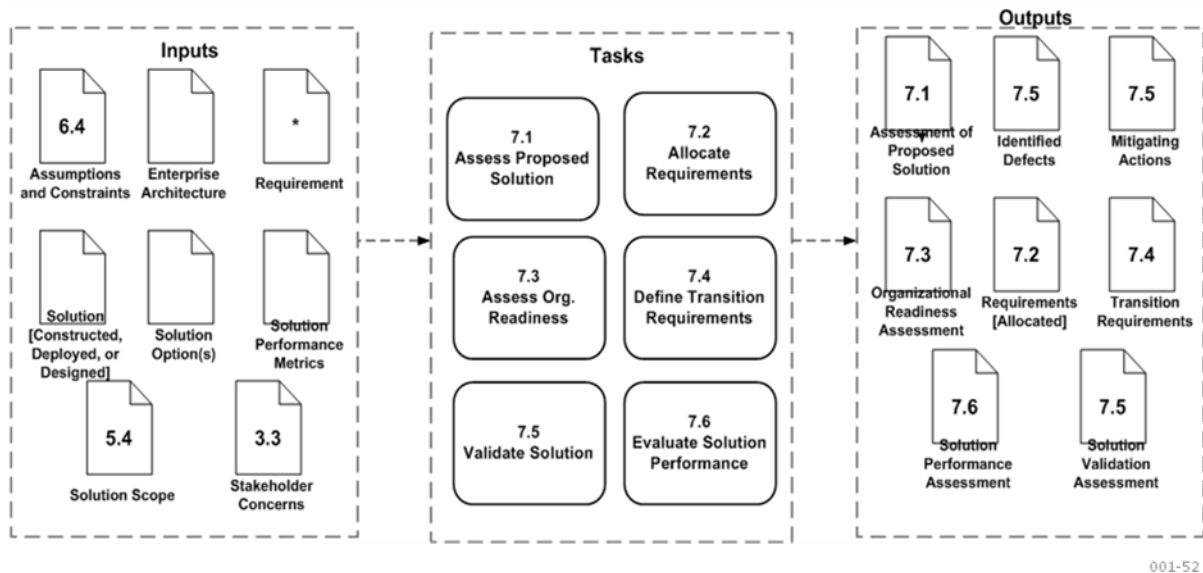 Inputs
6.4
Assumptions
and Constraints
Enterprise
Architecture
*
Requirement
Solution
[Constructed,
Deployed, or
Designed]
Solution
Option(s)
Solution
Performance
Metrics
5.4
Solution Scope
3.3
Stakeholder
Concerns
Tasks
7.1
Assess Proposed
Solution
7.2
Allocate
Requirements
7.3
Assess Org.
Readiness
7.4
Define Transition
Requirements
7.5
Validate Solution
7.6
Evaluate Solution
Performance
Outputs
7.1
Assessment of
Proposed
Solution
7.5
Identified
Defects
7.5
Mitigating
Actions
7.3
Organizational
Readiness
Assessment
7.2
Requirements
[Allocated]
7.4
Transition
Requirements
7.6
Solution
Performance
Assessment
7.5
Solution
Validation
Assessment
001-52